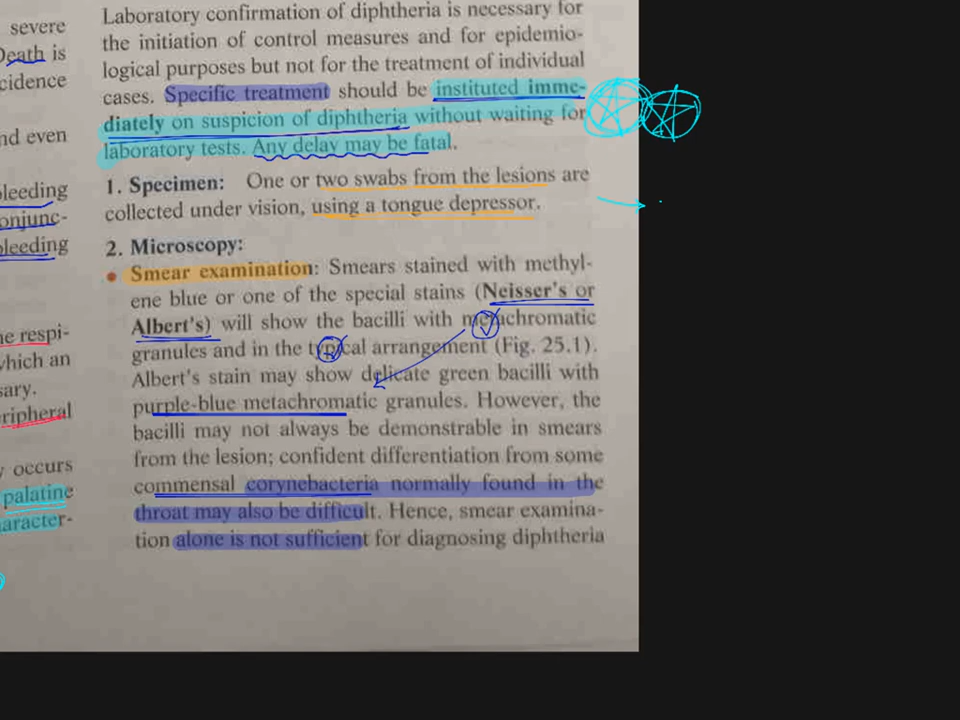 severe
Death is
cidence
nd even
bleeding
onjunc-
bleeding
he respi-
which an
sary.
ripheral
y occurs
palatine
aracter-
Laboratory confirmation of diphtheria is necessary for
the initiation of control measures and for epidemio-
logical purposes but not for the treatment of individual
cases. Specific treatment should be instituted imme-
diately on suspicion of diphtheria without waiting for
laboratory tests. Any delay may be fatal.
1. Specimen: One or two swabs from the lesions are
collected under vision, using a tongue depressor.
2. Microscopy:
• Smear examination: Smears stained with methyl-
ene blue or one of the special stains (Neisser's or
Albert's) will show the bacilli with metachromatic
granules and in the typical arrangement (Fig. 25.1).
Albert's stain may show delicate green bacilli with
purple-blue metachromatic granules. However, the
bacilli may not always be demonstrable in smears
from the lesion; confident differentiation from some
commensal corynebacteria normally found in the
throat may also be difficult. Hence, smear examina-
tion alone is not sufficient for diagnosing diphtheria